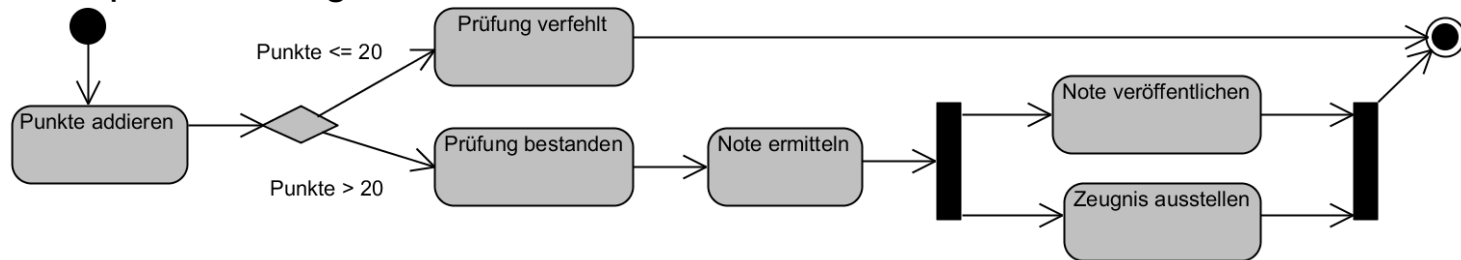 Prüfung verfehlt
Punkte <= 20
Punkte addieren
Note veröffentlichen
Prüfung bestanden
Note ermitteln
Punkte > 20
Zeugnis ausstellen